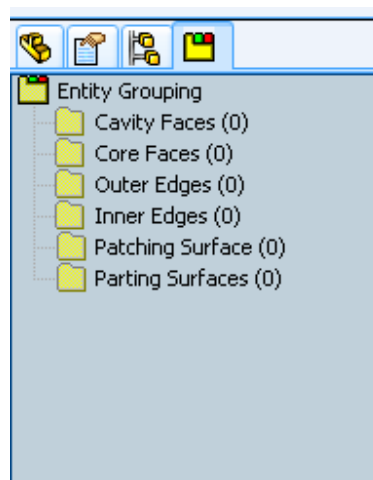 Entity Grouping
Cavity Faces (0)
Core Faces (0)
Outer Edges (0)
Inner Edges (0)
Patching Surface (0)
Parting Surfaces (0)